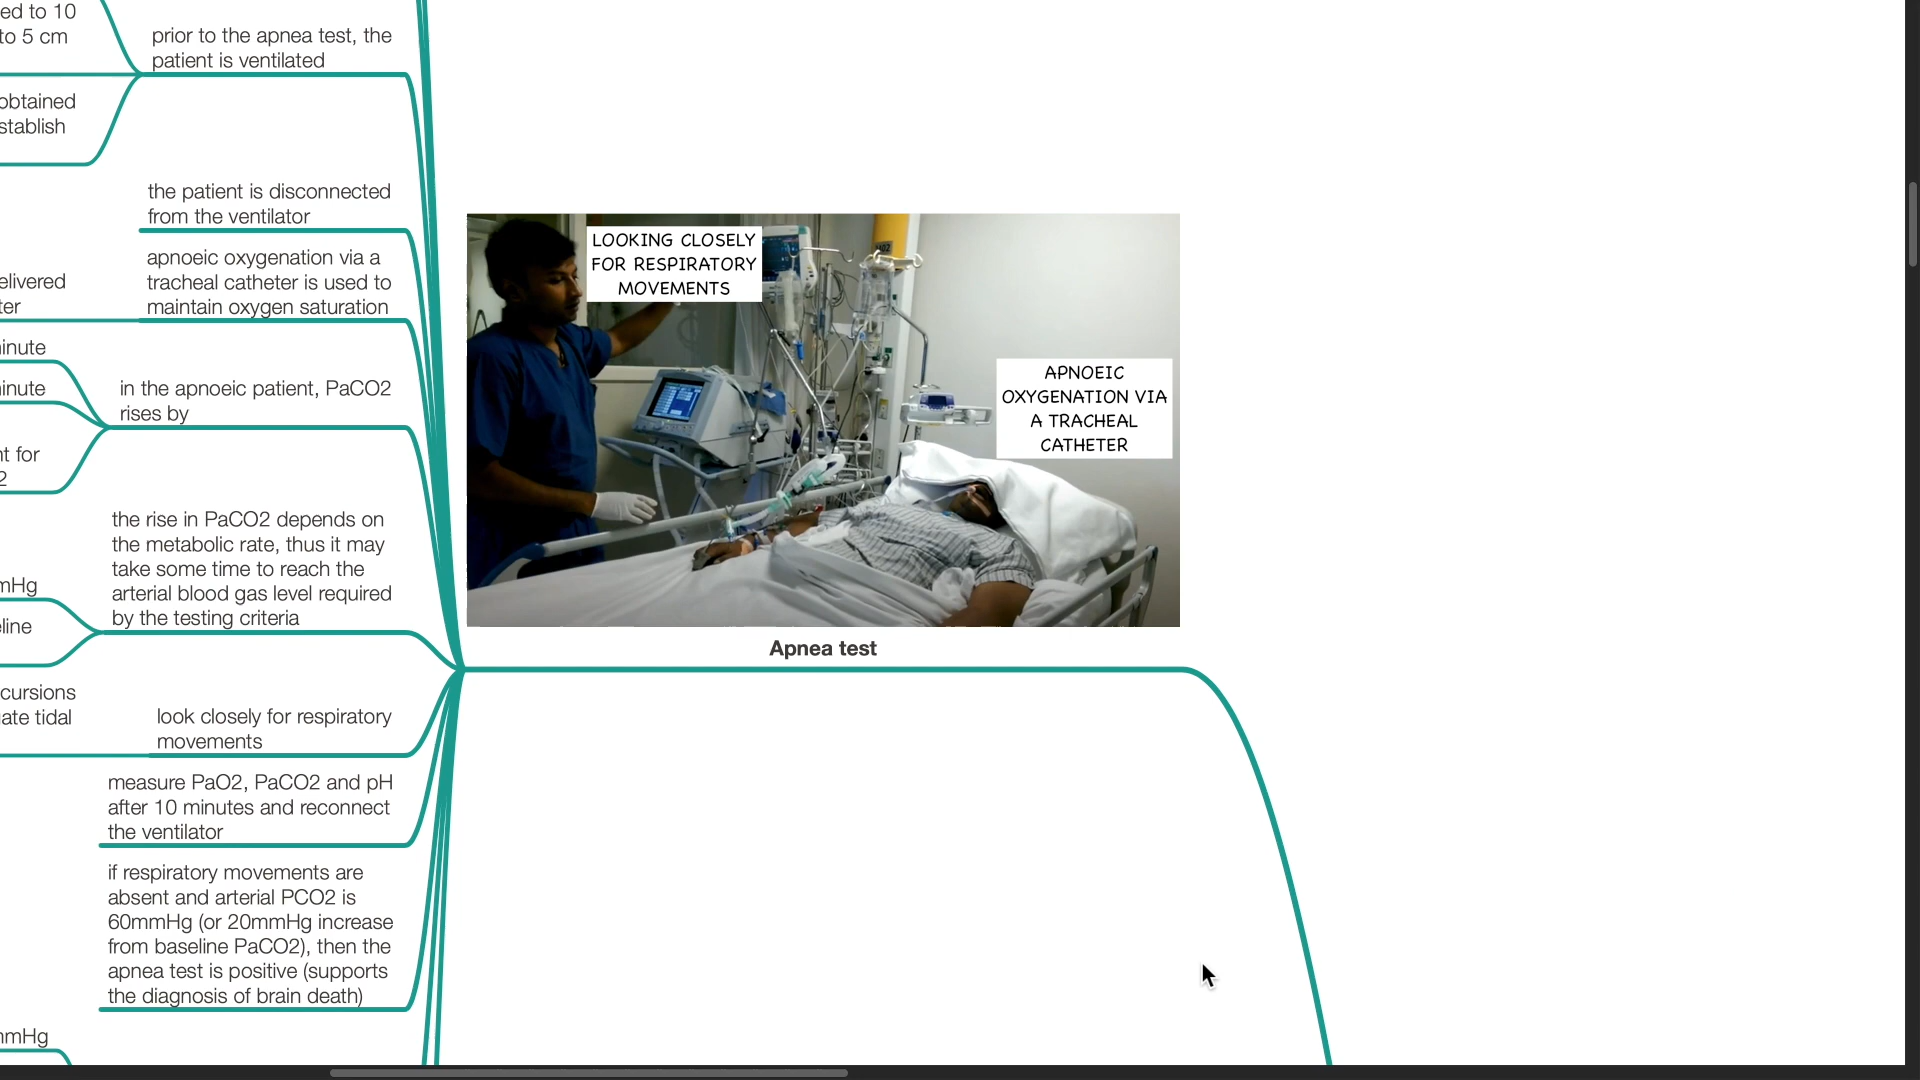 ed to 10
to 5 cm
prior to the apnea test, the
patient is ventilated
obtained
stablish
the patient is disconnected
from the ventilator
apnoeic oxygenation via a
tracheal catheter is used to
maintain oxygen saturation
elivered
ter
inute
inute
in the apnoeic patient, PaCO2
rises by
nt for
2
the rise in PaCO2 depends on
the metabolic rate, thus it may
take some time to reach the
arterial blood gas level required
by the testing criteria
mHg
eline
look closely for respiratory
movements
cursions
ate tidal
measure PaO2, PaCO2 and pH
after 10 minutes and reconnect
the ventilator
if respiratory movements are
absent and arterial PCO2 is
60mmHg (or 20mmHg increase
from baseline PaCO2), then the
apnea test is positive (supports
the diagnosis of brain death)
mmHg
LOOKING CLOSELY
FOR RESPIRATORY
MOVEMENTS
APNOEIC
OXYGENATION VIA
A TRACHEAL
CATHETER
Apnea test